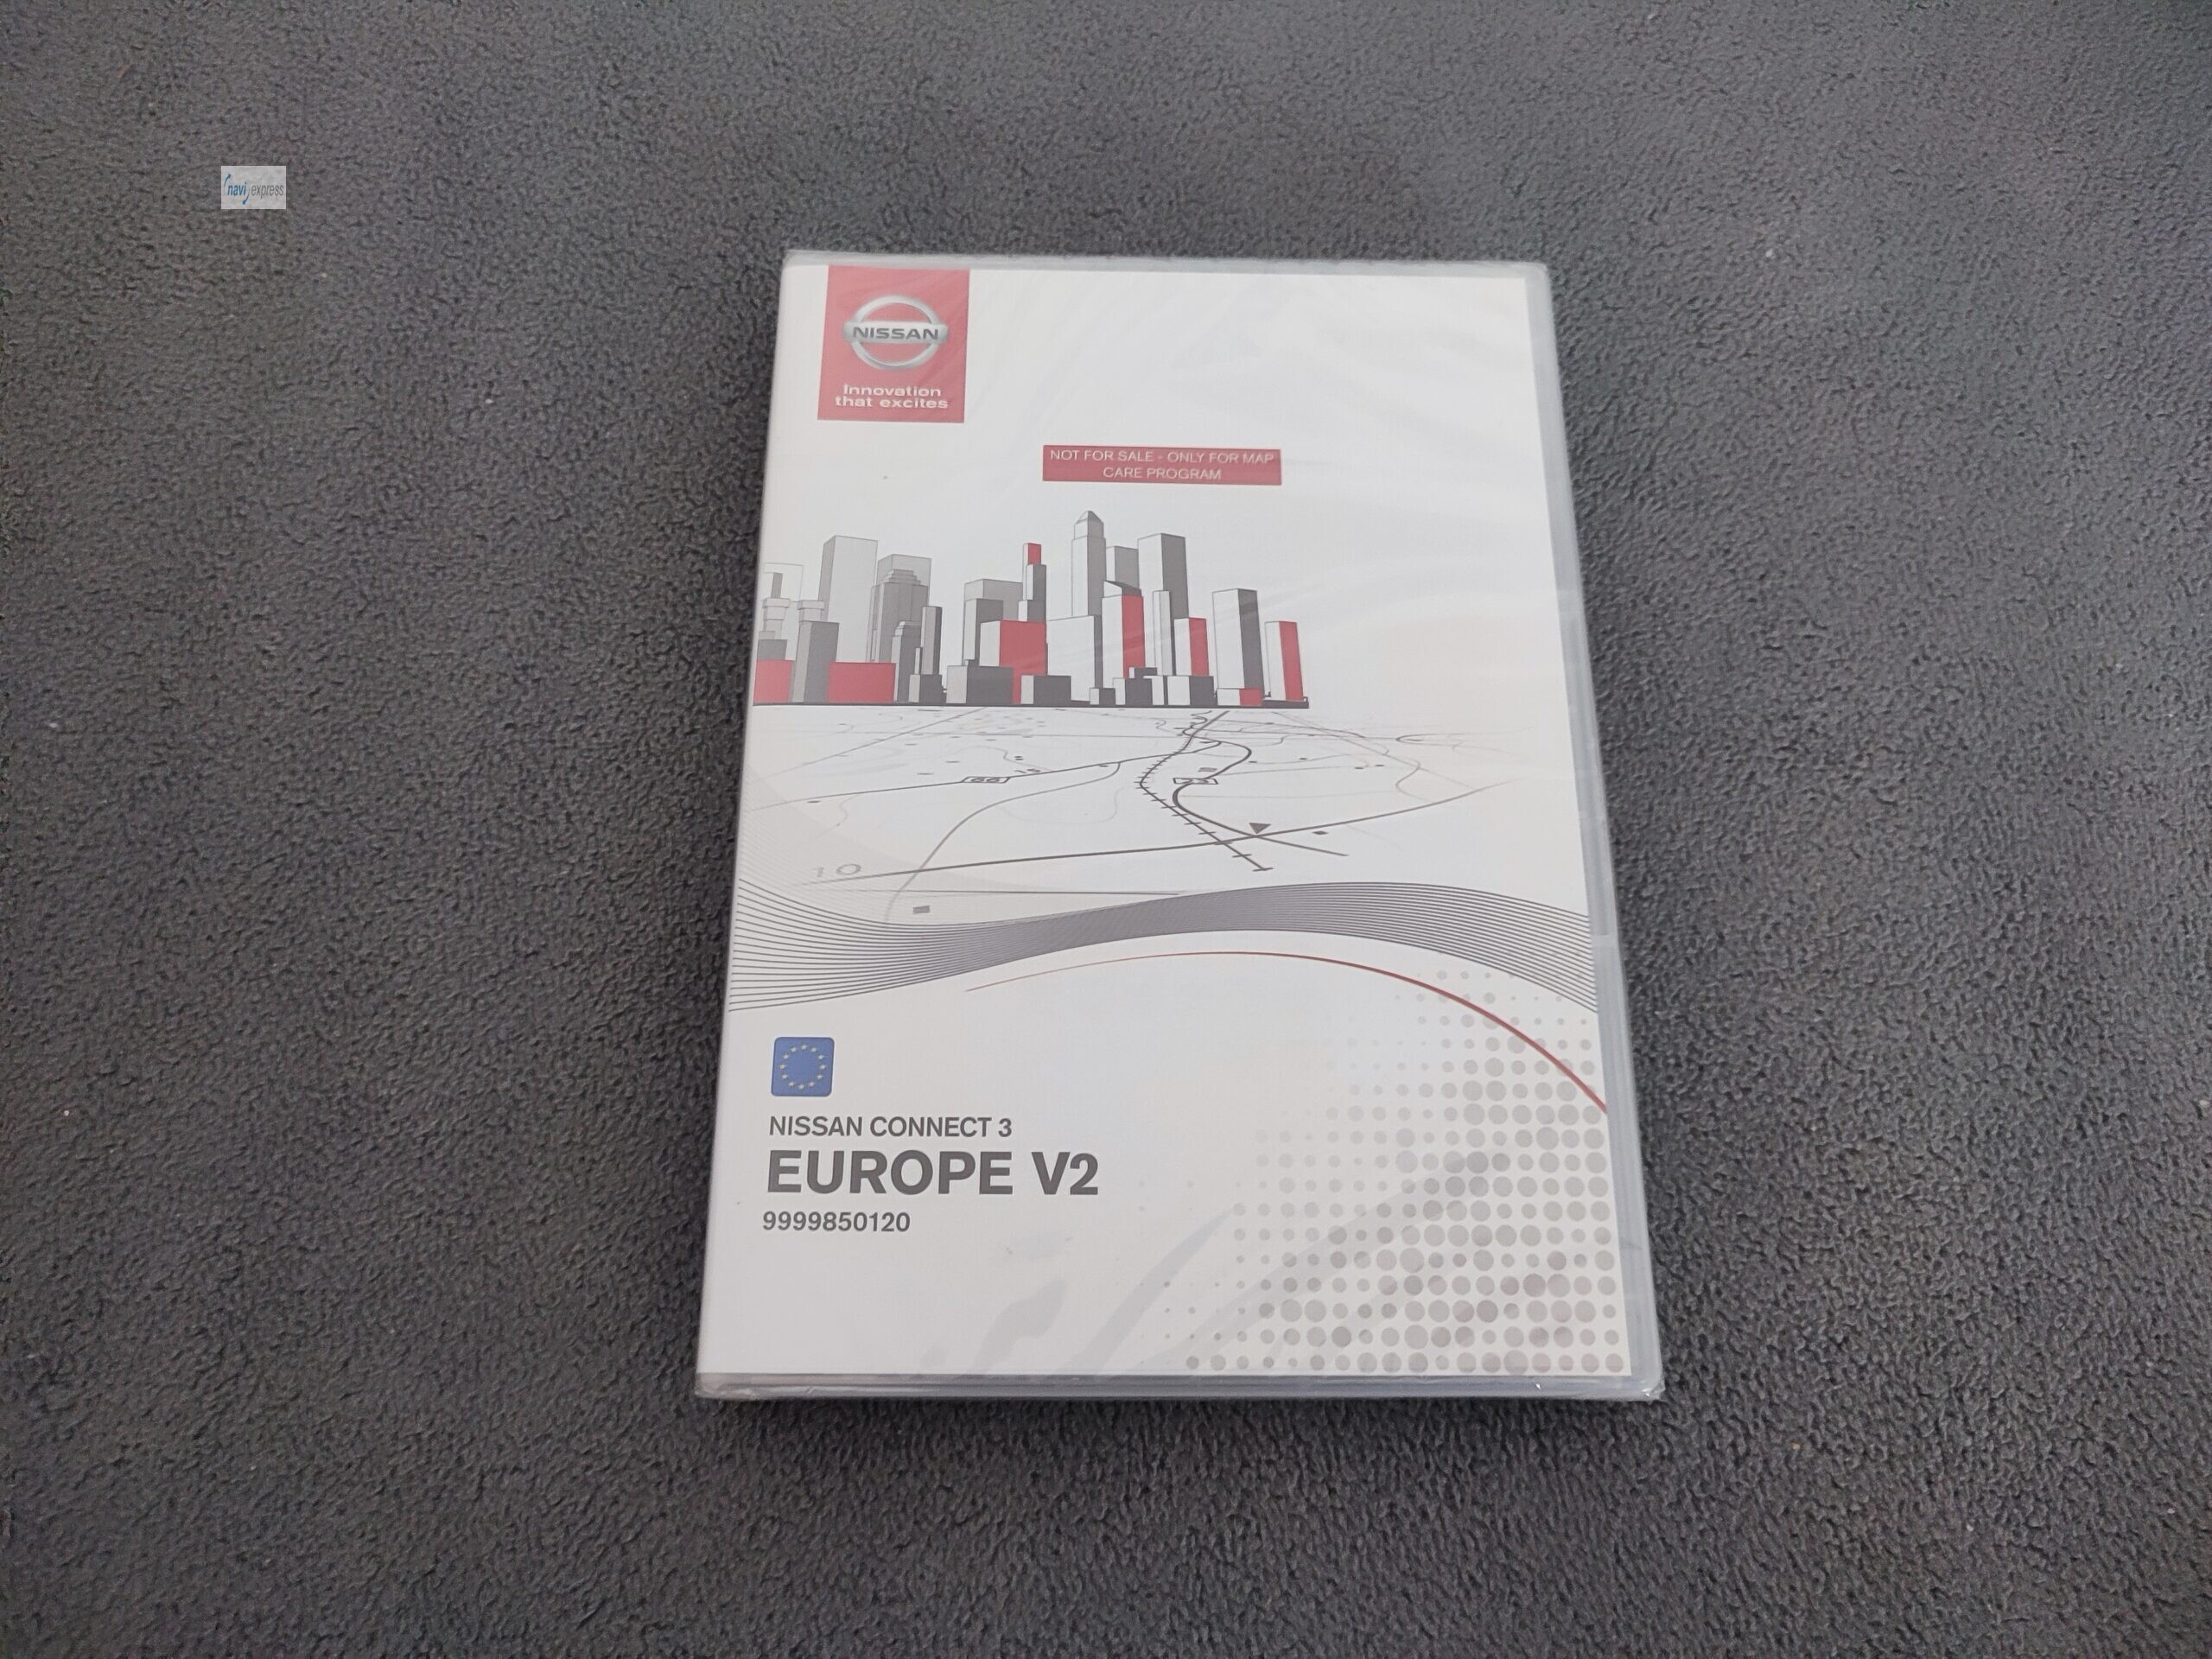 navi express
NISSAN
Innovation
that excites
NOT FOR SALE - ONLY FOR MAP
CARE PROGRAM
66
10
NISSAN CONNECT 3
EUROPE V2
9999850120